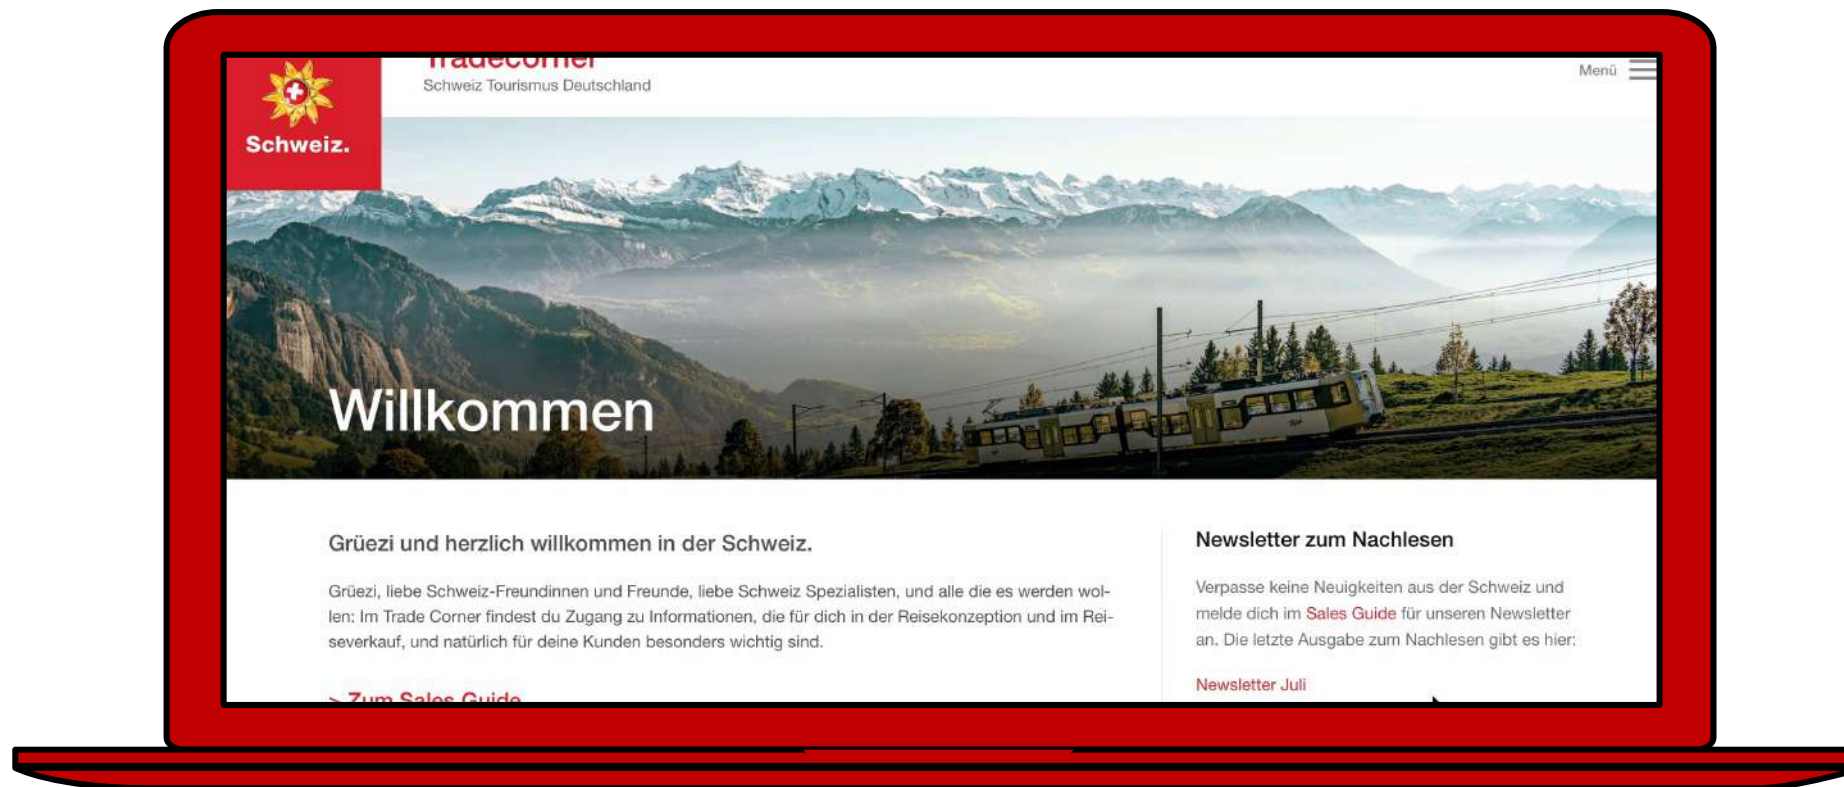 Tradecorner
Schweiz Tourismus Deutschland
Menü
Schweiz.
Willkommen
Grüezi und herzlich willkommen in der Schweiz.
Grüezi, liebe Schweiz-Freundinnen und Freunde, liebe Schweiz Spezialisten, und alle die es werden wol-
len: Im Trade Corner findest du Zugang zu Informationen, die für dich in der Reisekonzeption und im Rei-
severkauf, und natürlich für deine Kunden besonders wichtig sind.
> Zum Sales Guide
Newsletter zum Nachlesen
Verpasse keine Neuigkeiten aus der Schweiz und
melde dich im Sales Guide für unseren Newsletter
an. Die letzte Ausgabe zum Nachlesen gibt es hier:
Newsletter Juli